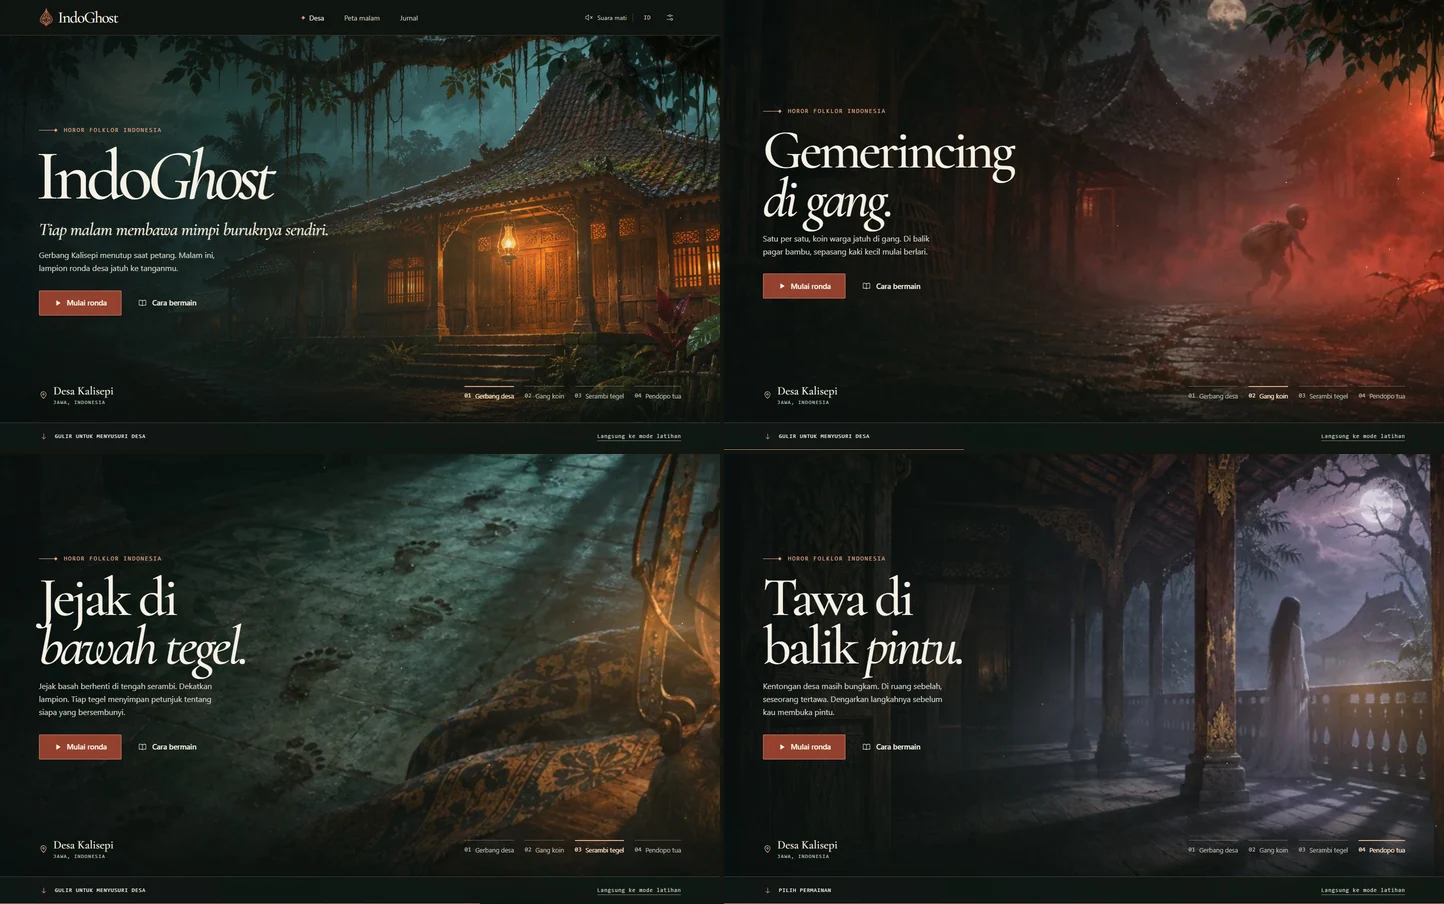 IndoGhost
Desa
Peta malam
Jurnal
Suara mati
ID
HOROR FOLKLOR INDONESIA
IndoGhost
Tiap malam membawa mimpi buruknya sendiri.
Gerbang Kalisepi menutup saat petang. Malam ini,
lampion ronda desa jatuh ke tanganmu.
Mulai ronda
Cara bermain
Desa Kalisepi
JAWA, INDONESIA
01 Gerbang desa
02 Gang koin
03 Serambi tegel
04 Pendopo tua
GULIR UNTUK MENYUSURI DESA
Langsung ke mode latihan
HOROR FOLKLOR INDONESIA
Gemerincing
di gang.
Satu per satu, koin warga jatuh di gang. Di balik
pagar bambu, sepasang kaki kecil mulai berlari.
Mulai ronda
Cara bermain
Desa Kalisepi
JAWA, INDONESIA
01 Gerbang desa
02 Gang koin
03 Serambi tegel
04 Pendopo tua
GULIR UNTUK MENYUSURI DESA
Langsung ke mode latihan
HOROR FOLKLOR INDONESIA
Jejak di
bawah tegel.
Jejak basah berhenti di tengah serambi. Dekatkan
lampion. Tiap tegel menyimpan petunjuk tentang
siapa yang bersembunyi.
Mulai ronda
Cara bermain
Desa Kalisepi
JAWA, INDONESIA
01 Gerbang desa
02 Gang koin
03 Serambi tegel
04 Pendopo tua
GULIR UNTUK MENYUSURI DESA
Langsung ke mode latihan
HOROR FOLKLOR INDONESIA
Tawa di
balik pintu.
Kentongan desa masih bungkam. Di ruang sebelah,
seseorang tertawa. Dengarkan langkahnya sebelum
kau membuka pintu.
Mulai ronda
Cara bermain
Desa Kalisepi
JAWA, INDONESIA
01 Gerbang desa
02 Gang koin
03 Serambi tegel
04 Pendopo tua
PILIH PERMAINAN
Langsung ke mode latihan